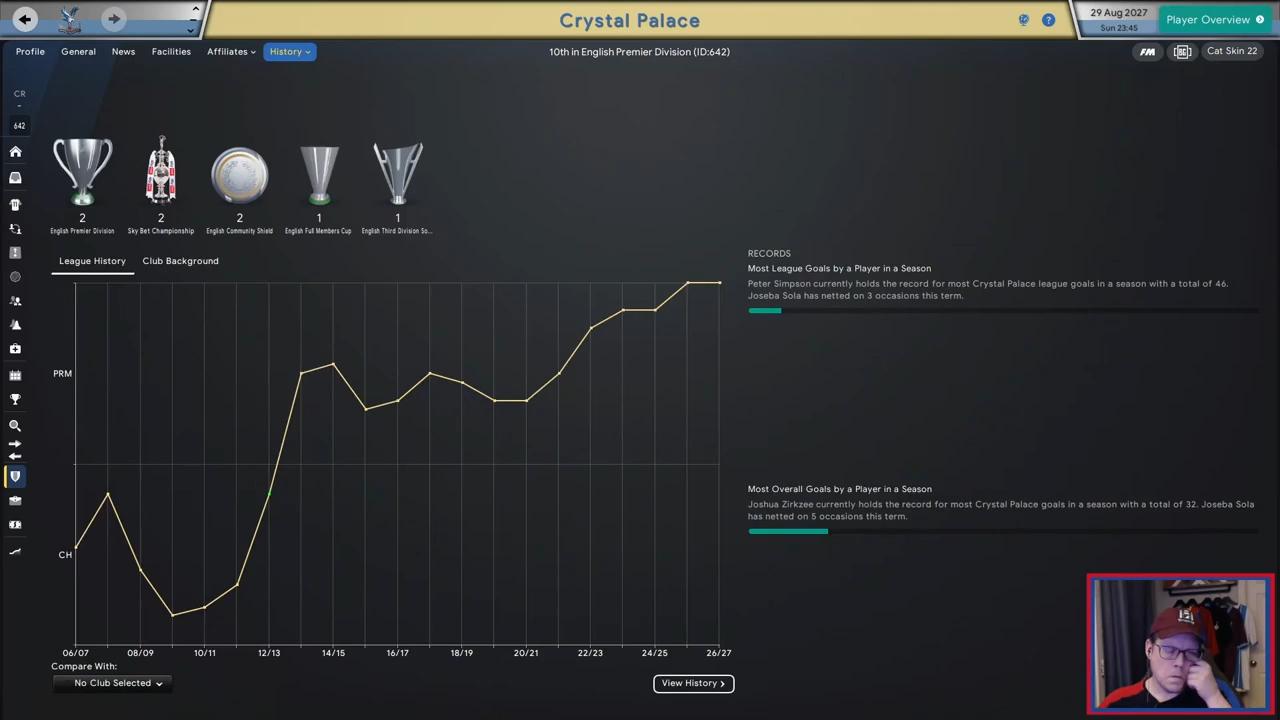 Crystal Palace
29 Aug 2027
Sun 23:45
Player Overview
Profile
General
News
Facilities
Affiliates
History
10th in English Premier Division (ID:642)
FM
Cat Skin 22
CR
-
642
2
2
2
1
1
English Premier Division
Sky Bet Championship
English Community Shield
English Full Members Cup
English Third Division So...
League History
Club Background
RECORDS
Most League Goals by a Player in a Season
Peter Simpson currently holds the record for most Crystal Palace league goals in a season with a total of 46.
Joseba Sola has netted on 3 occasions this term.
PRM
CH
Most Overall Goals by a Player in a Season
Joshua Zirkzee currently holds the record for most Crystal Palace goals in a season with a total of 32. Joseba Sola
has netted on 5 occasions this term.
06/07
08/09
10/11
12/13
14/15
16/17
18/19
20/21
22/23
24/25
26/27
Compare With:
No Club Selected
View History